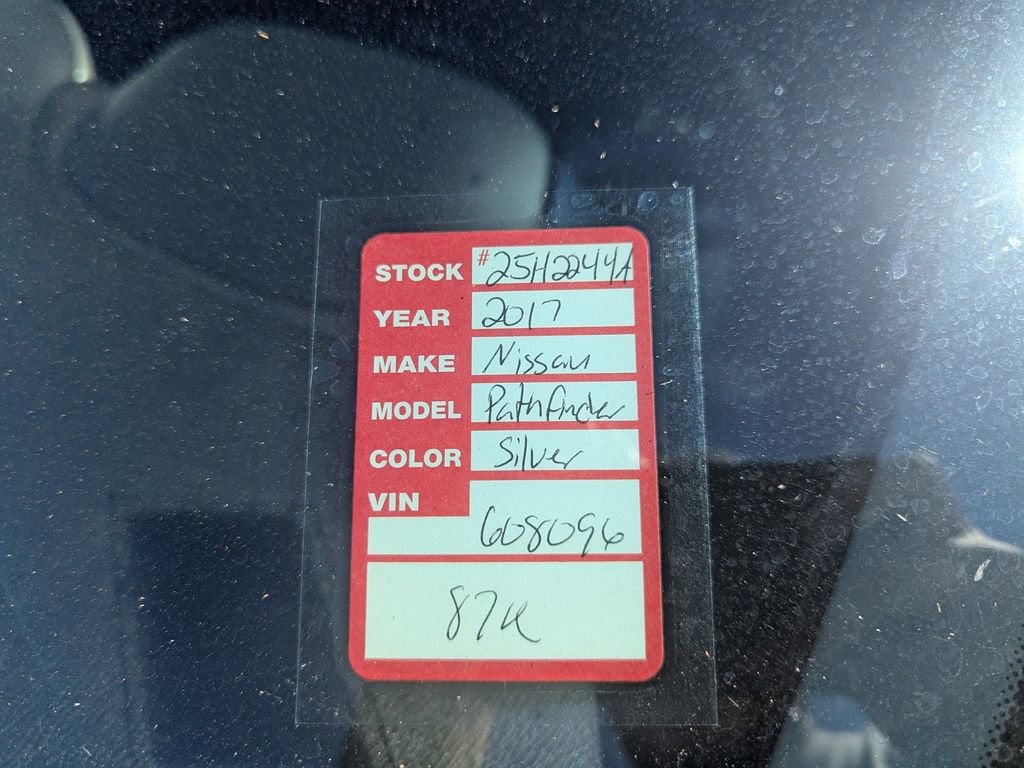 STOCK #25H2244A
YEAR 2017
MAKE Nissan
MODEL Pathfinder
COLOR Silver
VIN
608096
87K